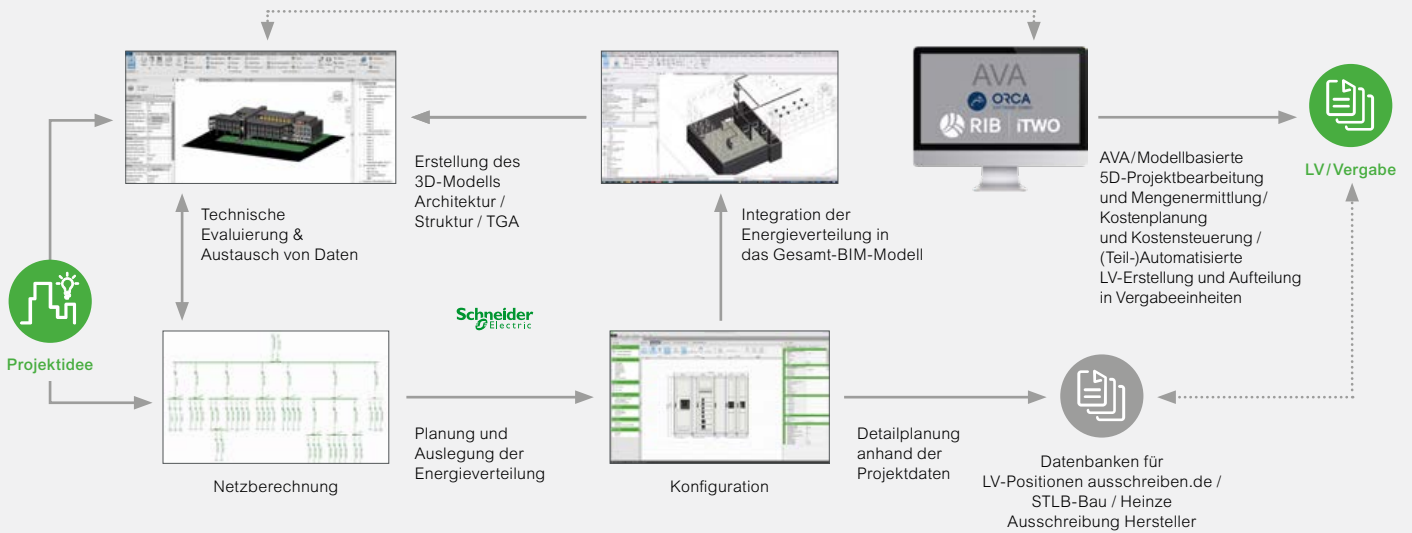 AVA
ORCA
RIB iTWO
Erstellung des
3D-Modells
Architektur /
Struktur / TGA
AVA/Modellbasierte
5D-Projektbearbeitung
und Mengenermittlung/
Kostenplanung
und Kostensteuerung /
(Teil-)Automatisierte
LV-Erstellung und Aufteilung
in Vergabeeinheiten
LV/Vergabe
Technische
Evaluierung &
Austausch von Daten
Integration der
Energieverteilung in
das Gesamt-BIM-Modell
Schneider
Electric
Projektidee
Planung und
Auslegung der
Energieverteilung
Detailplanung
anhand der
Projektdaten
Netzberechnung
Konfiguration
Datenbanken für
LV-Positionen ausschreiben.de /
STLB-Bau / Heinze
Ausschreibung Hersteller